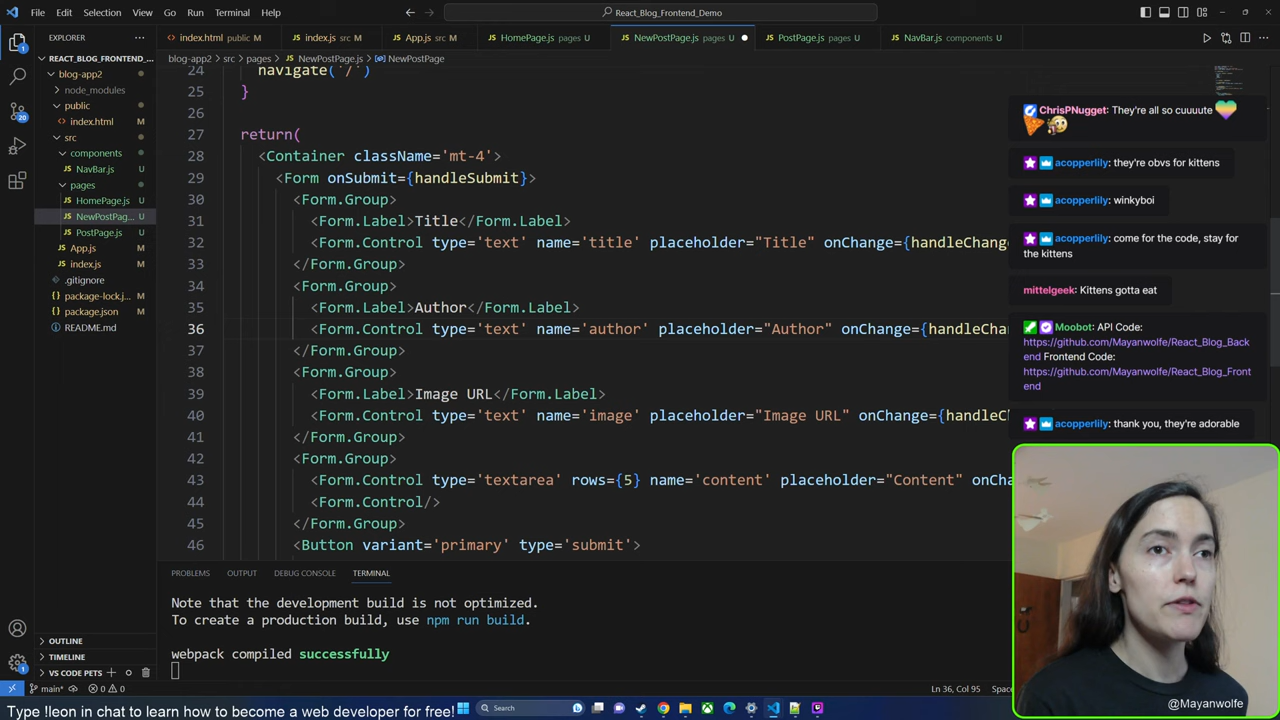 File Edit Selection View Go Run Terminal Help
React_Blog_Frontend_Demo
EXPLORER
index.html public M
index.js src M
App.js src M
HomePage.js pages U
NewPostPage.js pages U
PostPage.js pages U
NavBar.js components U
REACT_BLOG_FRONTEND_...
blog-app2
node_modules
public
index.html U
src
components
NavBar.js U
pages
HomePage.js U
NewPostPag... U
PostPage.js U
App.js M
index.js M
.gitignore
package-lock.j... M
package.json M
README.md
OUTLINE
TIMELINE
VS CODE PETS
blog-app2 > src > pages > NewPostPage.js > NewPostPage
24 navigate('/')
25 }
26
27 return(
28 <Container className='mt-4'>
29 <Form onSubmit={handleSubmit}>
30 <Form.Group>
31 <Form.Label>Title</Form.Label>
32 <Form.Control type='text' name='title' placeholder="Title" onChange={handleChange
33 </Form.Group>
34 <Form.Group>
35 <Form.Label>Author</Form.Label>
36 <Form.Control type='text' name='author' placeholder="Author" onChange={handleChan
37 </Form.Group>
38 <Form.Group>
39 <Form.Label>Image URL</Form.Label>
40 <Form.Control type='text' name='image' placeholder="Image URL" onChange={handleCh
41 </Form.Group>
42 <Form.Group>
43 <Form.Control type='textarea' rows={5} name='content' placeholder="Content" onCha
44 <Form.Control/>
45 </Form.Group>
46 <Button variant='primary' type='submit'>
PROBLEMS OUTPUT DEBUG CONSOLE TERMINAL
Note that the development build is not optimized.
To create a production build, use npm run build.
webpack compiled successfully
ChrisPNugget: They're all so cuuuute
acopperlily: they're obvs for kittens
acopperlily: winkyboi
acopperlily: come for the code, stay for
the kittens
mittelgeek: Kittens gotta eat
Moobot: API Code:
https://github.com/Mayanwolfe/React_Blog_Back
end Frontend Code:
https://github.com/Mayanwolfe/React_Blog_Front
end
acopperlily: thank you, they're adorable
main* 0 0
Ln 36, Col 95 Spaces
@Mayanwolfe
Type !leon in chat to learn how to become a web developer for free!
Search